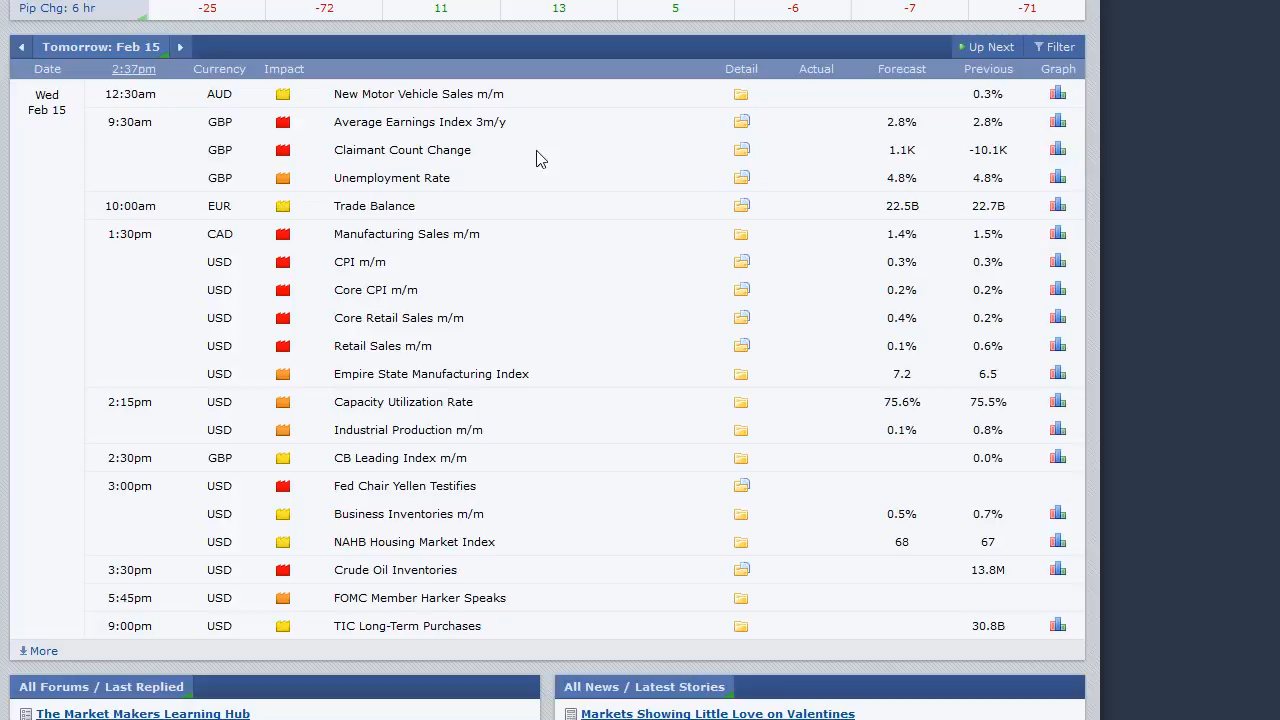 Pip Chg: 6 hr -25 -72 11 13 5 -6 -7 -71
Tomorrow: Feb 15 Up Next Filter
Date 2:37pm Currency Impact Detail Actual Forecast Previous Graph
Wed 12:30am AUD New Motor Vehicle Sales m/m 0.3%
Feb 15
9:30am GBP Average Earnings Index 3m/y 2.8% 2.8%
GBP Claimant Count Change 1.1K -10.1K
GBP Unemployment Rate 4.8% 4.8%
10:00am EUR Trade Balance 22.5B 22.7B
1:30pm CAD Manufacturing Sales m/m 1.4% 1.5%
USD CPI m/m 0.3% 0.3%
USD Core CPI m/m 0.2% 0.2%
USD Core Retail Sales m/m 0.4% 0.2%
USD Retail Sales m/m 0.1% 0.6%
USD Empire State Manufacturing Index 7.2 6.5
2:15pm USD Capacity Utilization Rate 75.6% 75.5%
USD Industrial Production m/m 0.1% 0.8%
2:30pm GBP CB Leading Index m/m 0.0%
3:00pm USD Fed Chair Yellen Testifies
USD Business Inventories m/m 0.5% 0.7%
USD NAHB Housing Market Index 68 67
3:30pm USD Crude Oil Inventories 13.8M
5:45pm USD FOMC Member Harker Speaks
9:00pm USD TIC Long-Term Purchases 30.8B
More
All Forums / Last Replied All News / Latest Stories
The Market Makers Learning Hub Markets Showing Little Love on Valentines